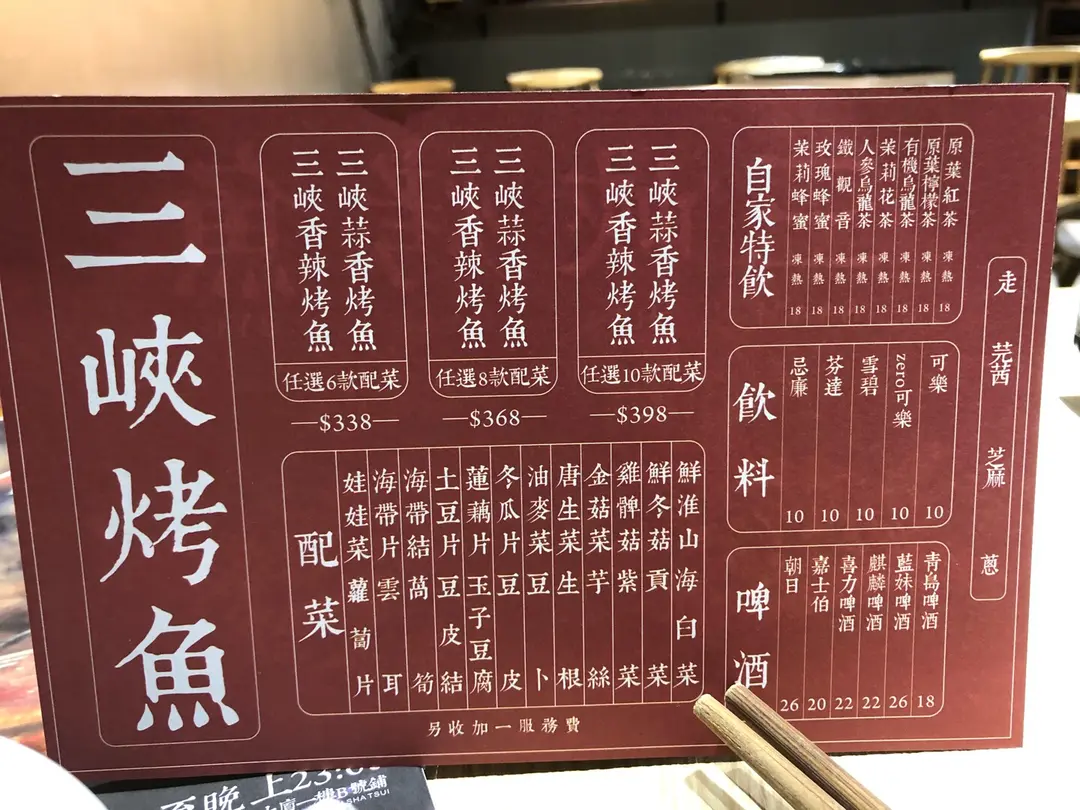 三峽烤魚
三峽蒜香烤魚
三峽香辣烤魚
任選6款配菜
$338
三峽蒜香烤魚
三峽香辣烤魚
任選8款配菜
$368
三峽蒜香烤魚
三峽香辣烤魚
任選10款配菜
$398
配菜
鮮淮山 海白菜
鮮冬菇 貢菜
雞髀菇 紫菜
金菇菜 芋絲
唐生菜 生根
油麥菜 豆卜
冬瓜片 豆皮
蓮藕片 玉子豆腐
土豆片 豆皮結
海帶結 萵筍
海帶片 雲耳
娃娃菜 蘿蔔片
另收加一服務費
自家特飲
原葉紅茶 凍熱 18
原葉檸檬茶 凍熱 18
有機烏龍茶 凍熱 18
茉莉花茶 凍熱 18
人參烏龍茶 凍熱 18
鐵觀音 凍熱 18
玫瑰蜂蜜 凍熱 18
茉莉蜂蜜 凍熱 18
飲料
可樂 10
zero可樂 10
雪碧 10
芬達 10
忌廉 10
啤酒
青島啤酒 18
藍妹啤酒 26
麒麟啤酒 22
喜力啤酒 22
嘉士伯 20
朝日 26
走 芫茜 芝麻 蔥
晚上23:0
一樓B號鋪
SHA TSUI